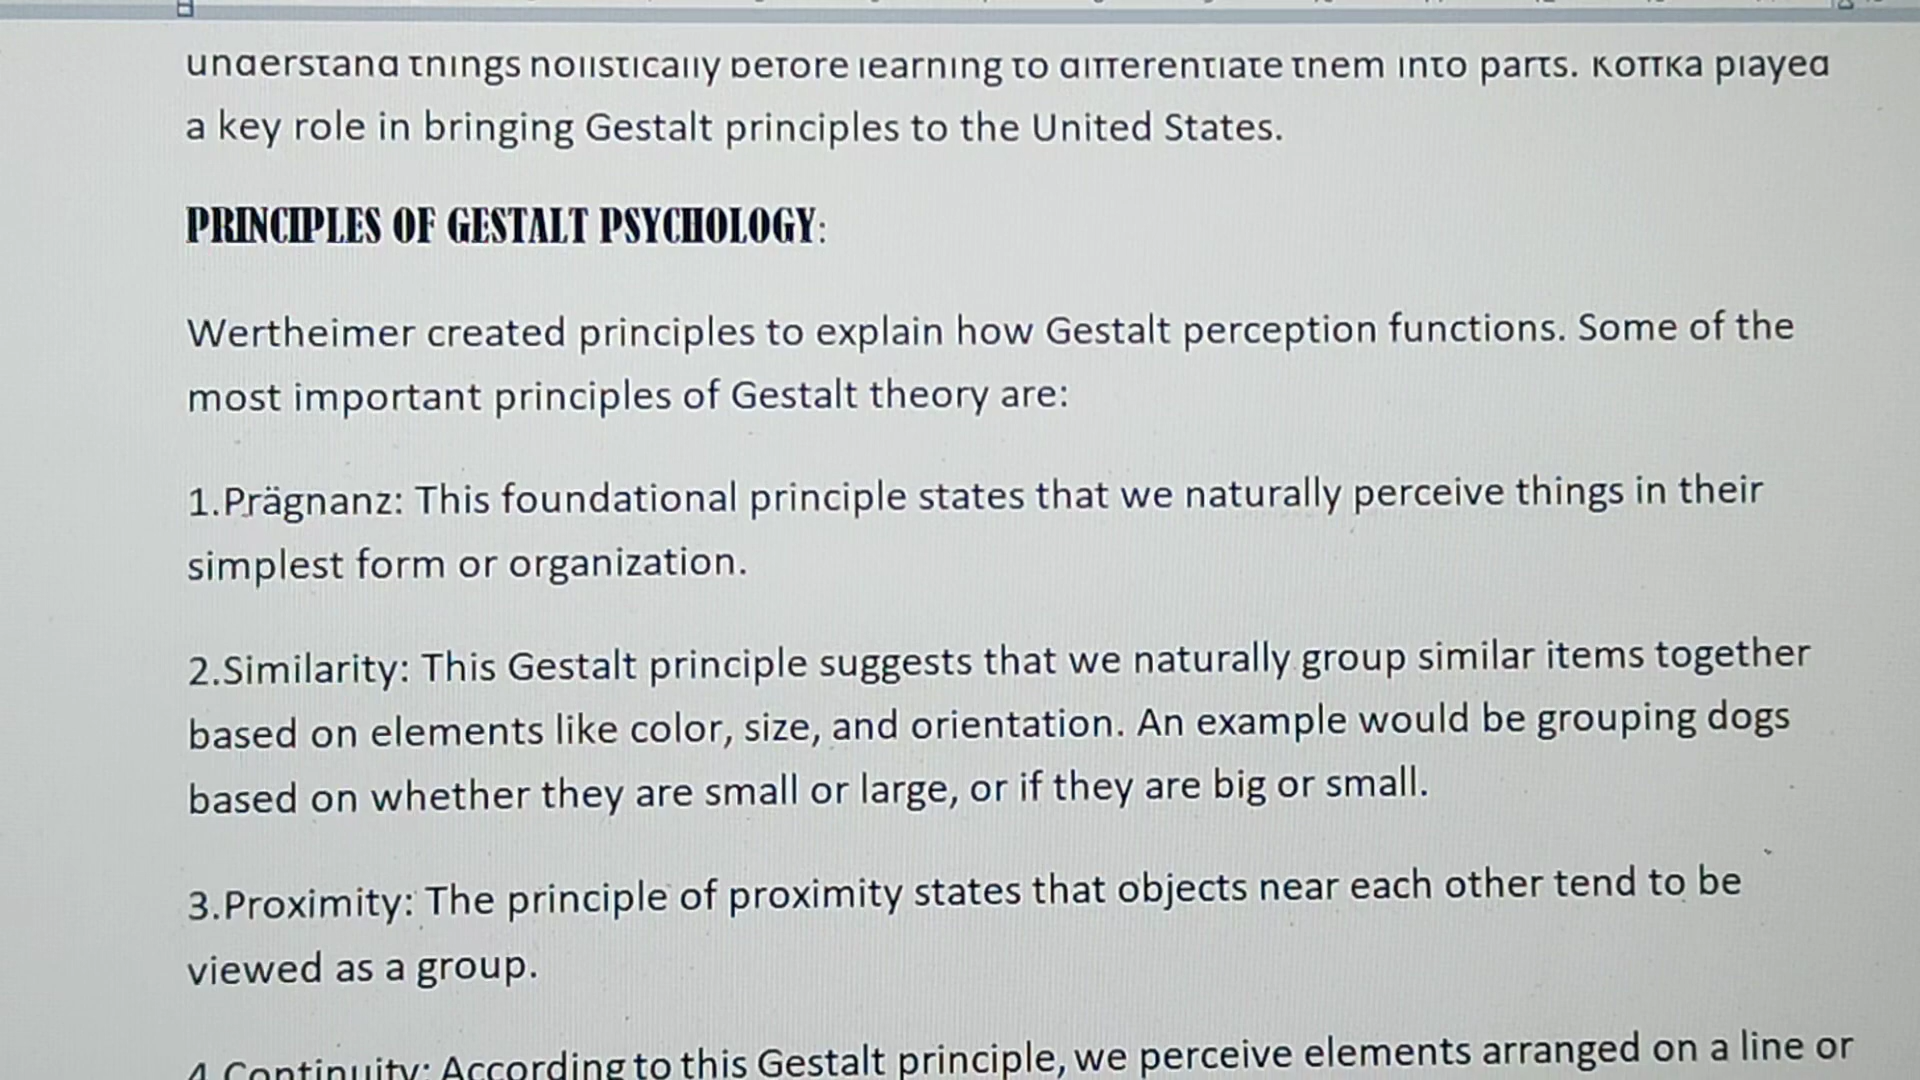 understand things holistically before learning to differentiate them into parts. Koffka played
a key role in bringing Gestalt principles to the United States.
PRINCIPLES OF GESTALT PSYCHOLOGY:
Wertheimer created principles to explain how Gestalt perception functions. Some of the
most important principles of Gestalt theory are:
1.Prägnanz: This foundational principle states that we naturally perceive things in their
simplest form or organization.
2.Similarity: This Gestalt principle suggests that we naturally group similar items together
based on elements like color, size, and orientation. An example would be grouping dogs
based on whether they are small or large, or if they are big or small.
3.Proximity: The principle of proximity states that objects near each other tend to be
viewed as a group.
4.Continuity: According to this Gestalt principle, we perceive elements arranged on a line or